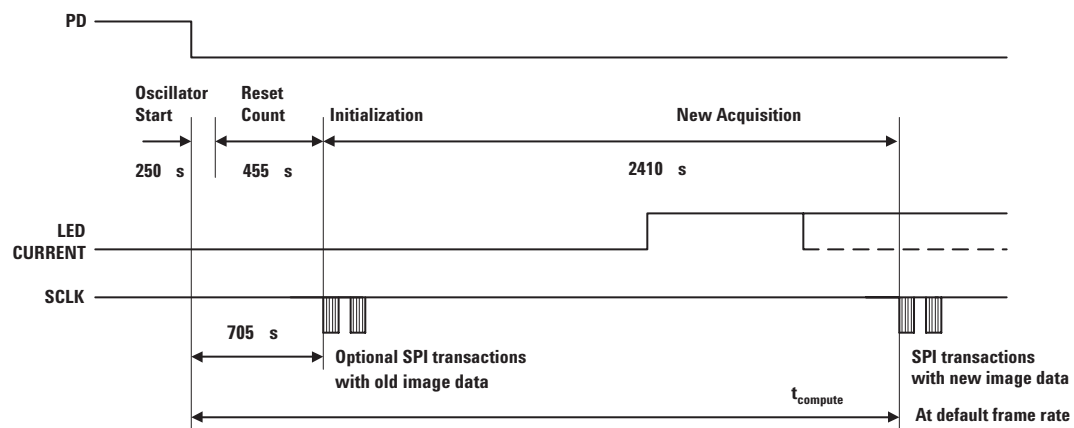 PD
Oscillator
Start
Reset
Count
Initialization
New Acquisition
250 s
455 s
2410 s
LED
CURRENT
SCLK
705 s
Optional SPI transactions
with old image data
SPI transactions
with new image data
tcompute
At default frame rate